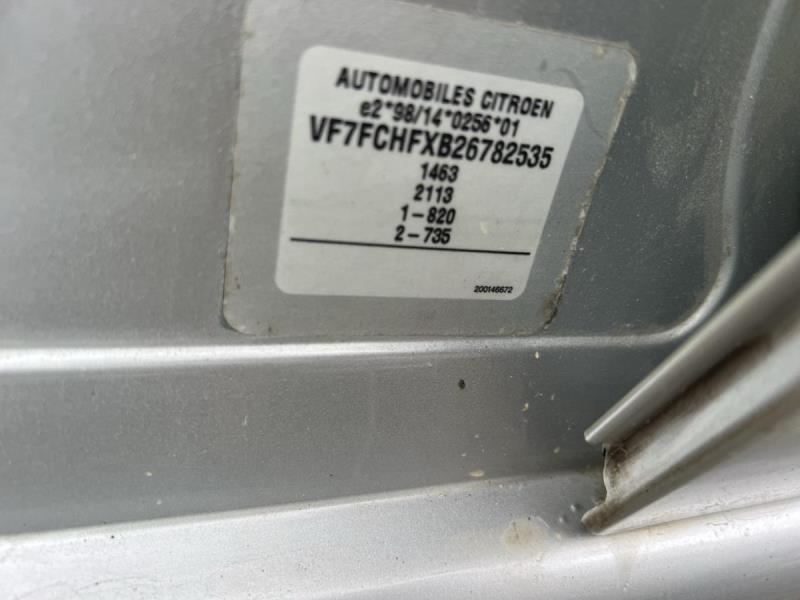 AUTOMOBILES CITROEN
e2*98/14*0256*01
VF7FCHFXB26782535
1463
2113
1-820
2-735
200146672